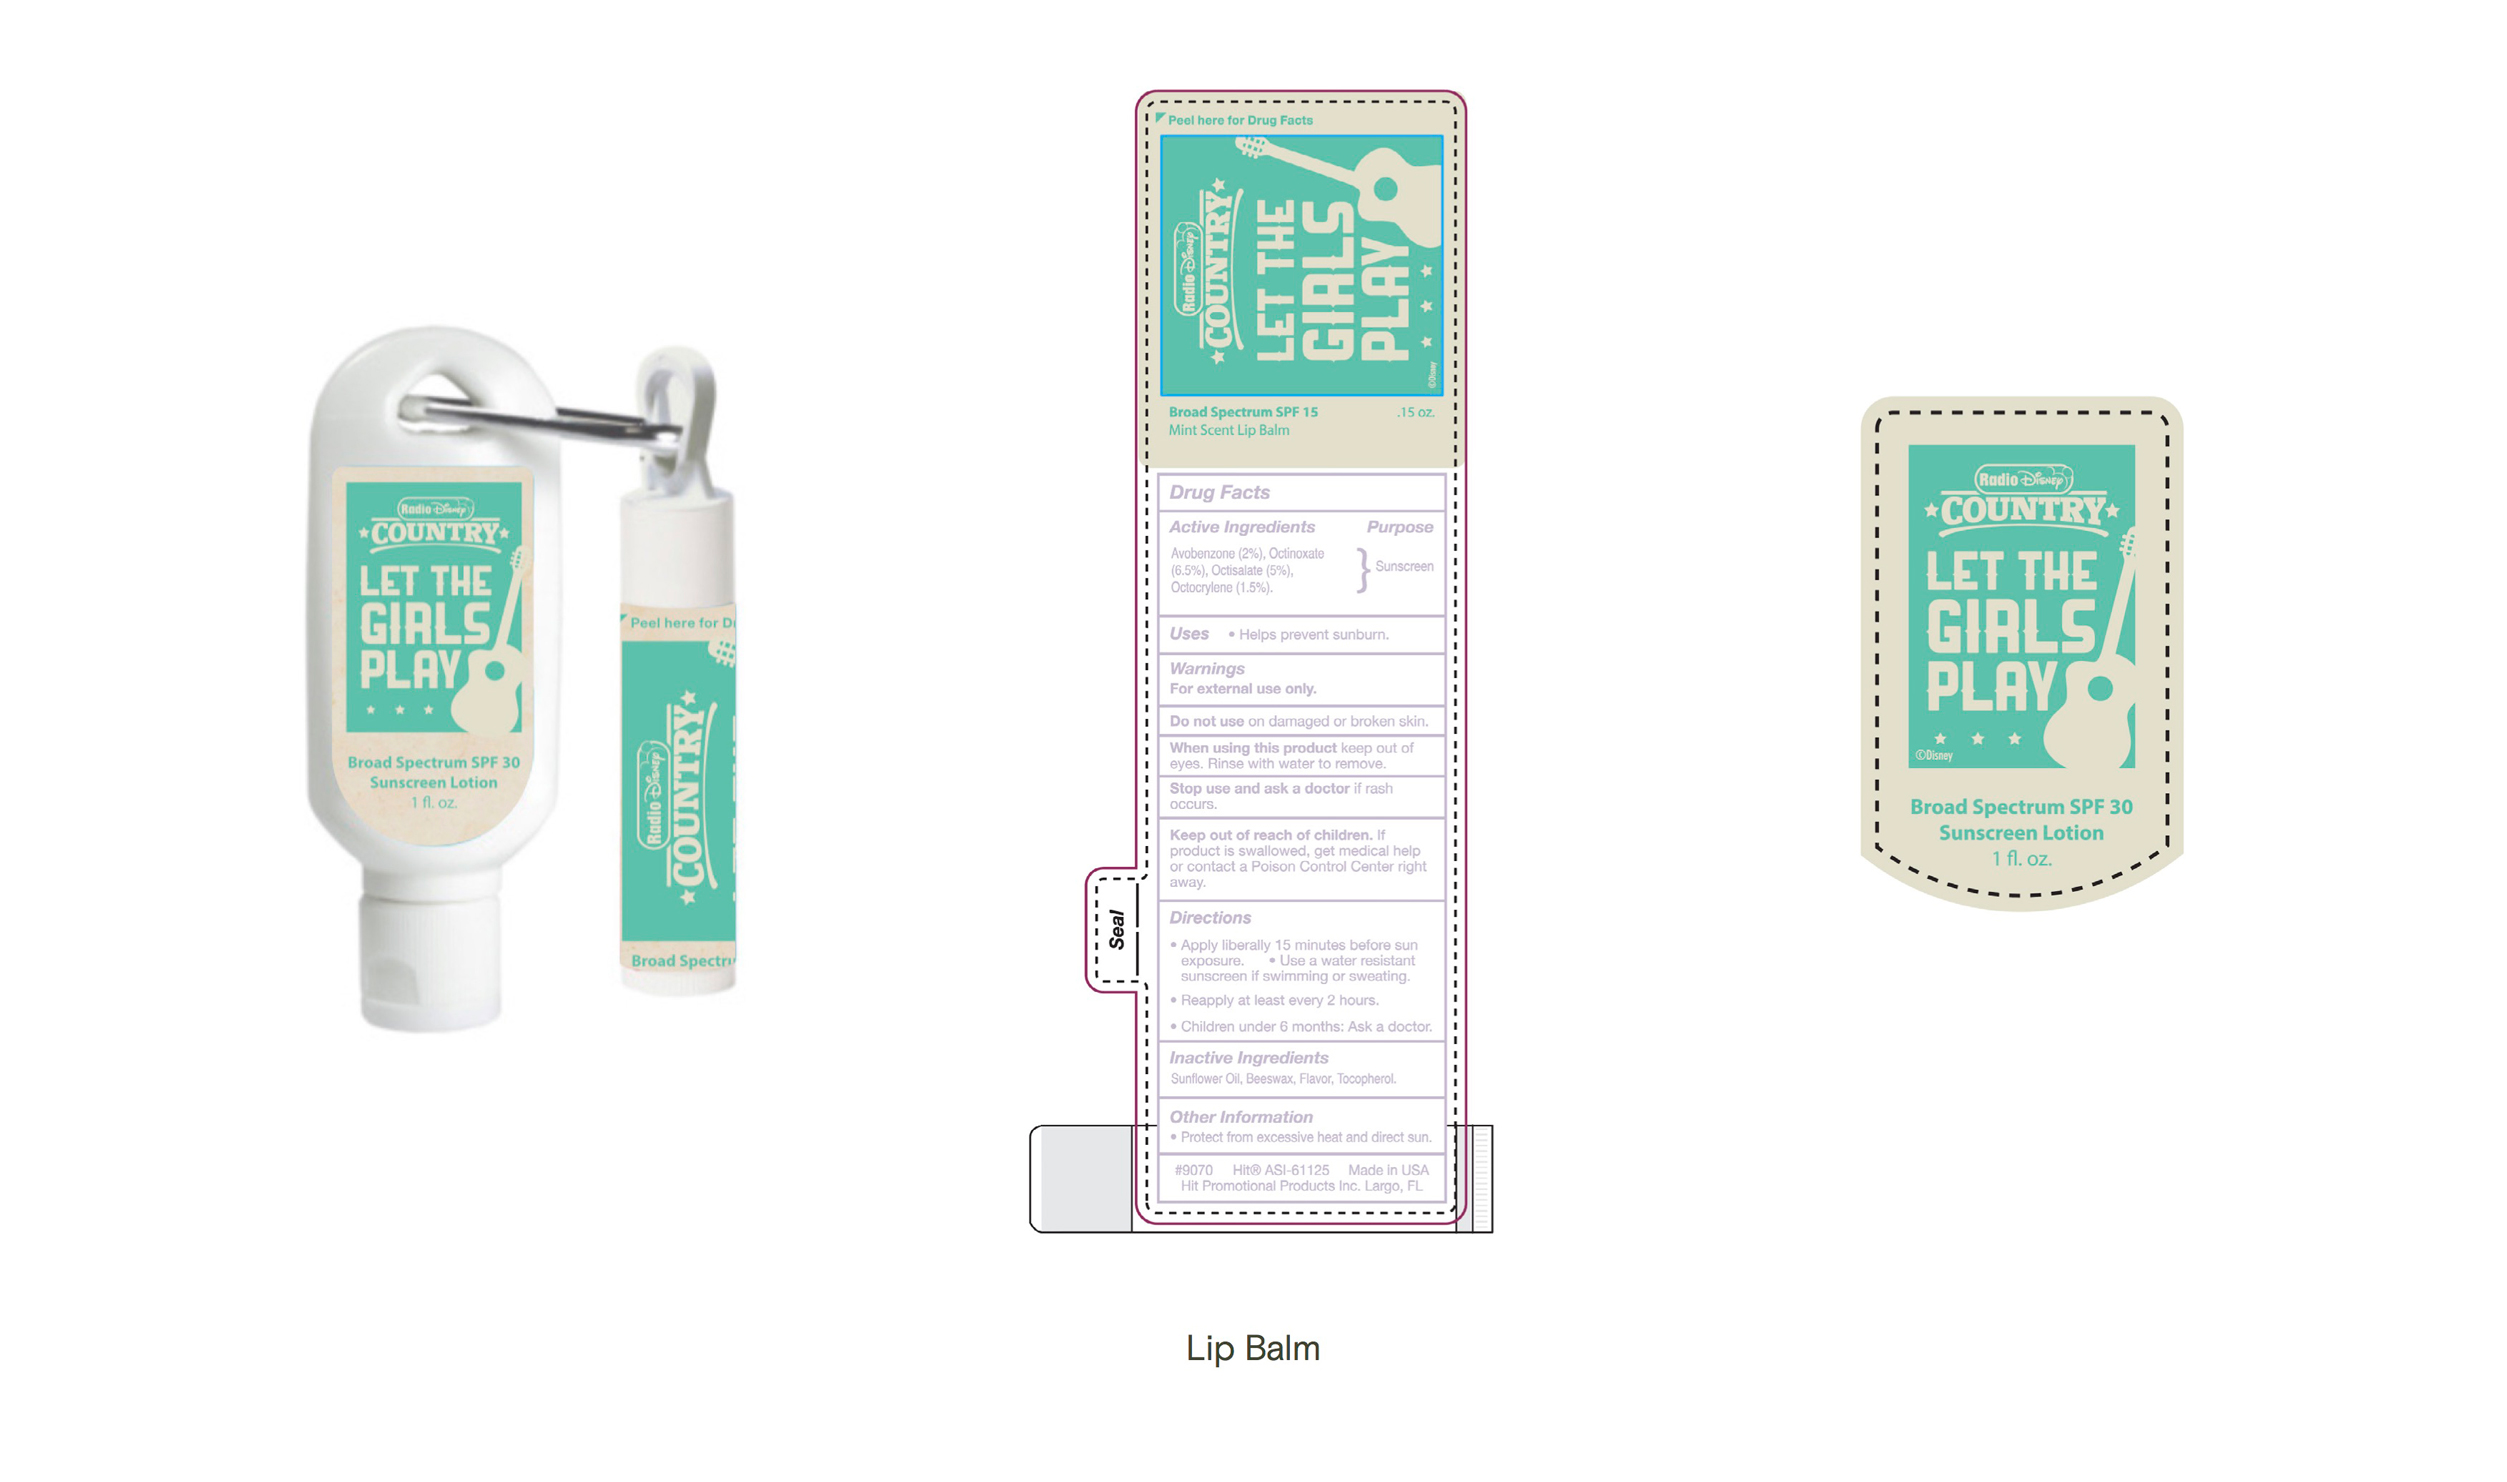 Radio Disney
COUNTRY
LET THE
GIRLS
PLAY
Broad Spectrum SPF 30
Sunscreen Lotion
1 fl. oz.
Peel here for D
Radio Disney
COUNTRY
Broad Spectru
Peel here for Drug Facts
Radio Disney
COUNTRY
LET THE
GIRLS
PLAY
©Disney
Broad Spectrum SPF 15 .15 oz.
Mint Scent Lip Balm
Drug Facts
Active Ingredients Purpose
Avobenzone (2%), Octinoxate
(6.5%), Octisalate (5%), } Sunscreen
Octocrylene (1.5%).
Uses • Helps prevent sunburn.
Warnings
For external use only.
Do not use on damaged or broken skin.
When using this product keep out of
eyes. Rinse with water to remove.
Stop use and ask a doctor if rash
occurs.
Keep out of reach of children. If
product is swallowed, get medical help
or contact a Poison Control Center right
away.
Seal
Directions
• Apply liberally 15 minutes before sun
exposure. • Use a water resistant
sunscreen if swimming or sweating.
• Reapply at least every 2 hours.
• Children under 6 months: Ask a doctor.
Inactive Ingredients
Sunflower Oil, Beeswax, Flavor, Tocopherol.
Other Information
• Protect from excessive heat and direct sun.
#9070 Hit® ASI-61125 Made in USA
Hit Promotional Products Inc. Largo, FL
Lip Balm
Radio Disney
COUNTRY
LET THE
GIRLS
PLAY
©Disney
Broad Spectrum SPF 30
Sunscreen Lotion
1 fl. oz.